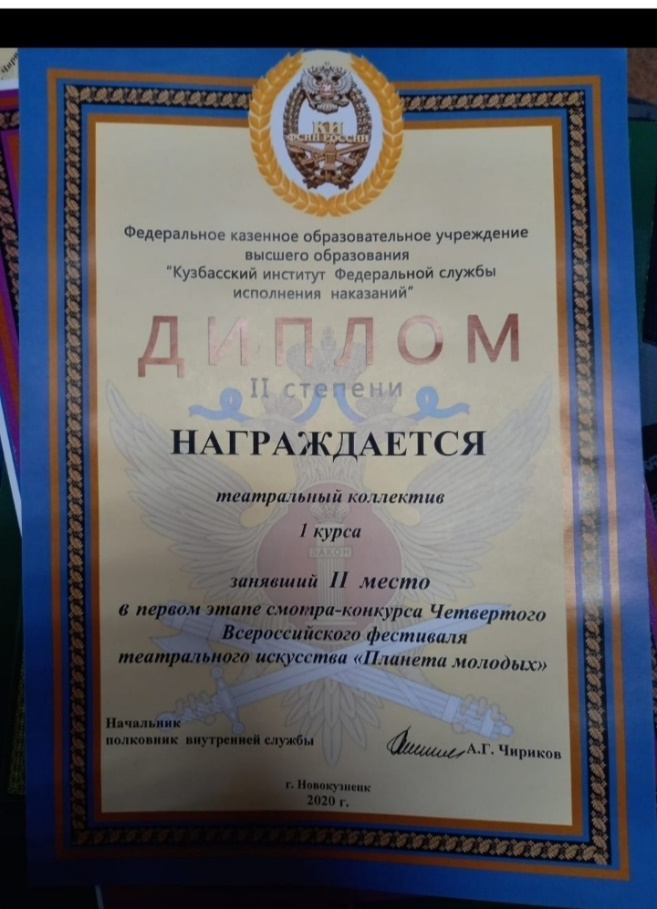 КИ
ФСИН РОССИИ
Федеральное казенное образовательное учреждение
высшего образования
"Кузбасский институт Федеральной службы
исполнения наказаний"
ДИПЛОМ
II степени
НАГРАЖДАЕТСЯ
театральный коллектив
1 курса
ЗАКОН
занявший II место
в первом этапе смотра-конкурса Четвертого
Всероссийского фестиваля
театрального искусства «Планета молодых»
Начальник
полковник внутренней службы
А.Г. Чириков
г. Новокузнецк
2020 г.